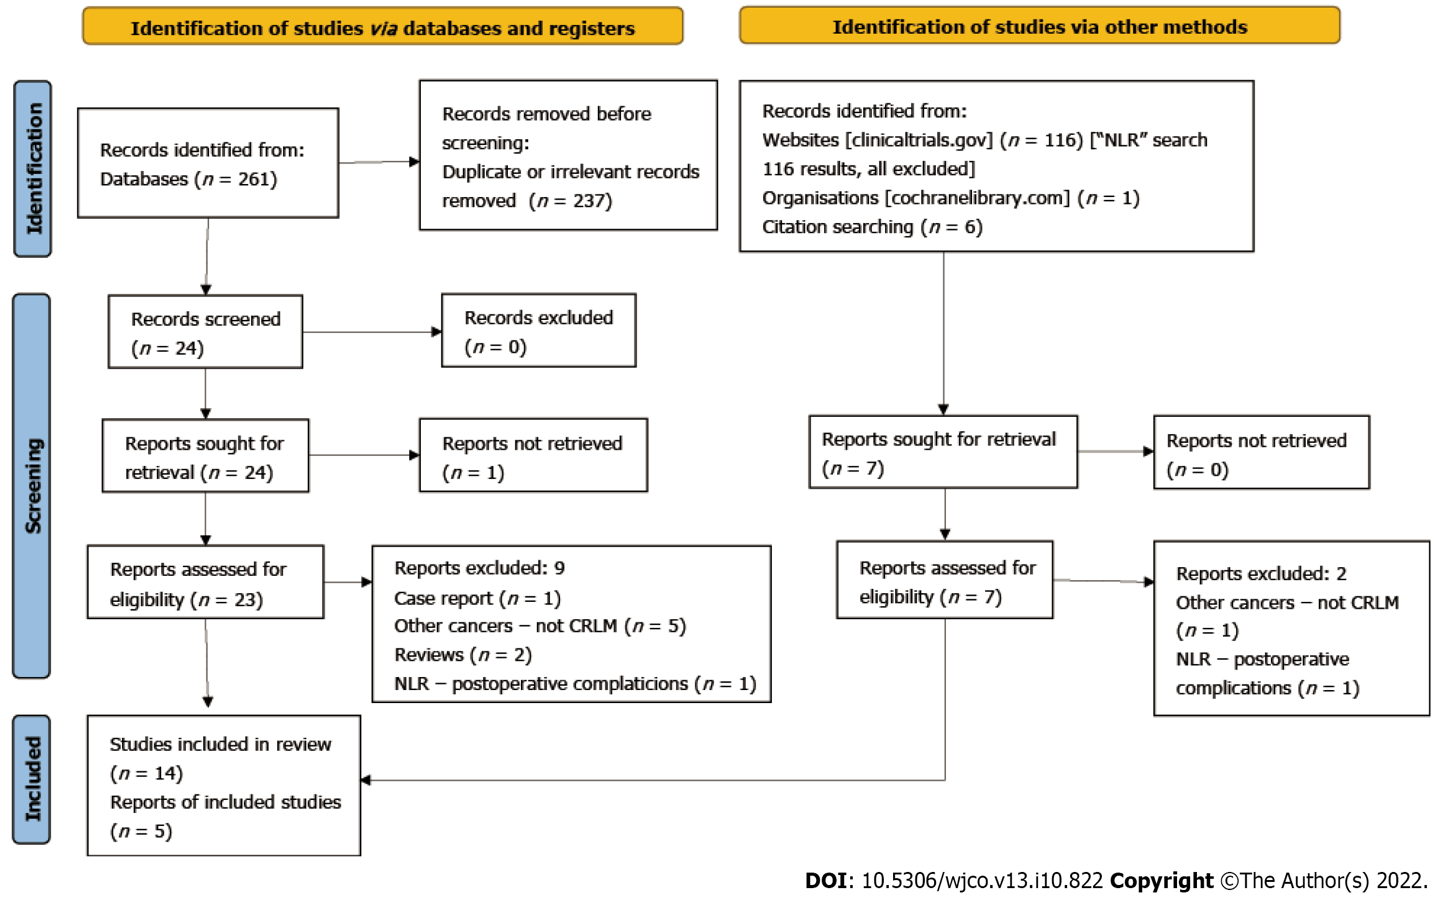 Identification of studies via databases and registers
Identification of studies via other methods
Identification
Records identified from:
Databases (n = 261)
Records removed before
screening:
Duplicate or irrelevant records
removed (n = 237)
Records identified from:
Websites [clinicaltrials.gov] (n = 116) [“NLR” search
116 results, all excluded]
Organisations [cochranelibrary.com] (n = 1)
Citation searching (n = 6)
Screening
Records screened
(n = 24)
Records excluded
(n = 0)
Reports sought for
retrieval (n = 24)
Reports not retrieved
(n = 1)
Reports sought for retrieval
(n = 7)
Reports not retrieved
(n = 0)
Reports assessed for
eligibility (n = 23)
Reports excluded: 9
Case report (n = 1)
Other cancers – not CRLM (n = 5)
Reviews (n = 2)
NLR – postoperative complaticions (n = 1)
Reports assessed for
eligibility (n = 7)
Reports excluded: 2
Other cancers – not CRLM
(n = 1)
NLR – postoperative
complications (n = 1)
Included
Studies included in review
(n = 14)
Reports of included studies
(n = 5)
DOI: 10.5306/wjco.v13.i10.822 Copyright ©The Author(s) 2022.